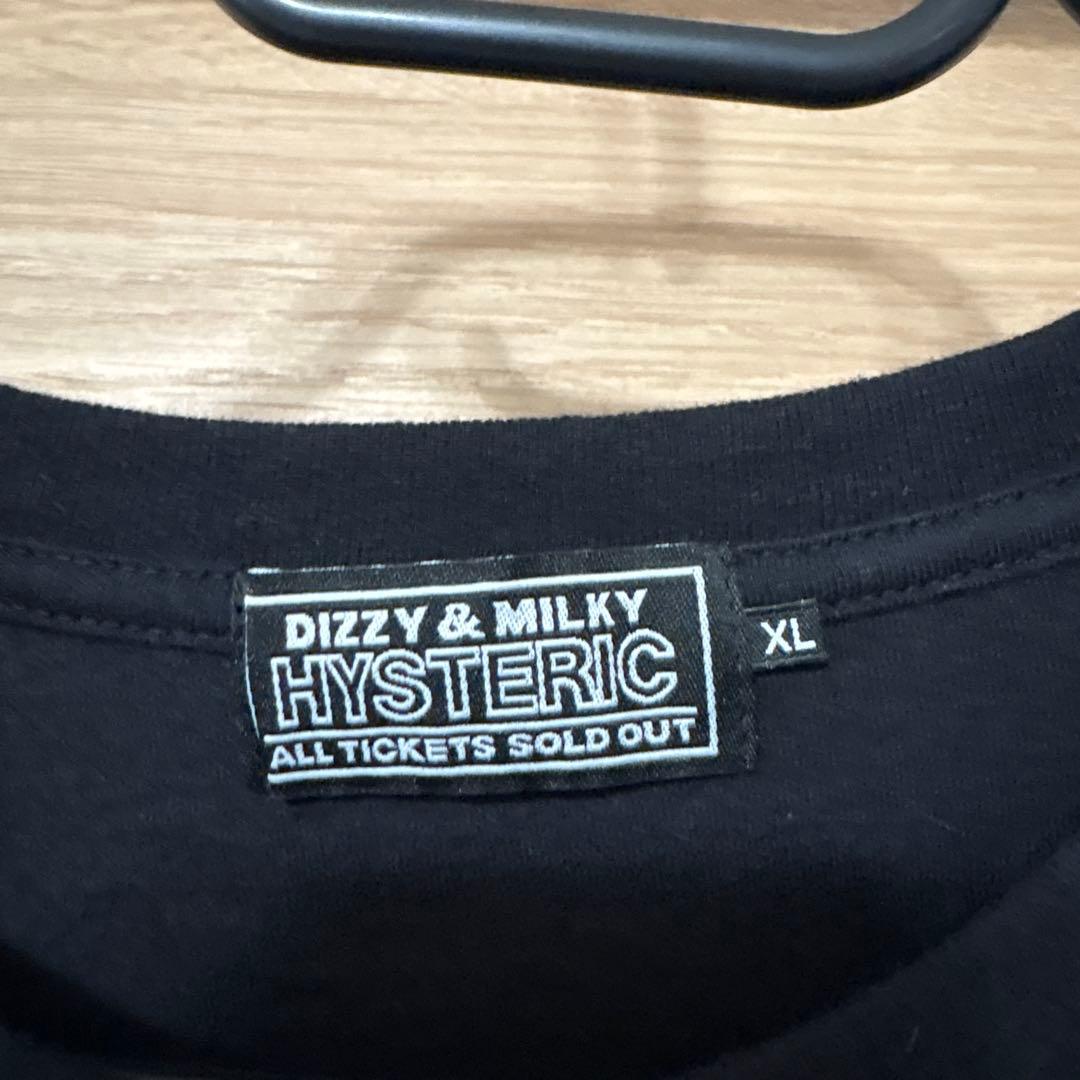 DIZZY & MILKY
HYSTERIC
ALL TICKETS SOLD OUT
XL